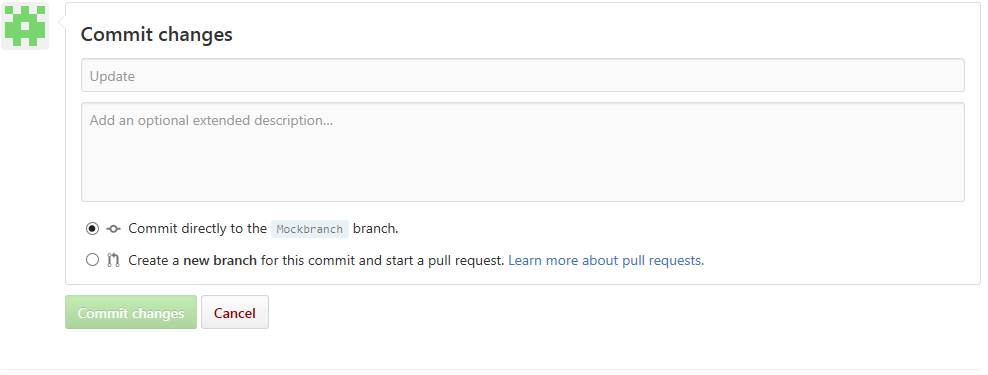 Commit changes
Update
Add an optional extended description...
Commit directly to the Mockbranch branch.
Create a new branch for this commit and start a pull request. Learn more about pull requests.
Commit changes Cancel